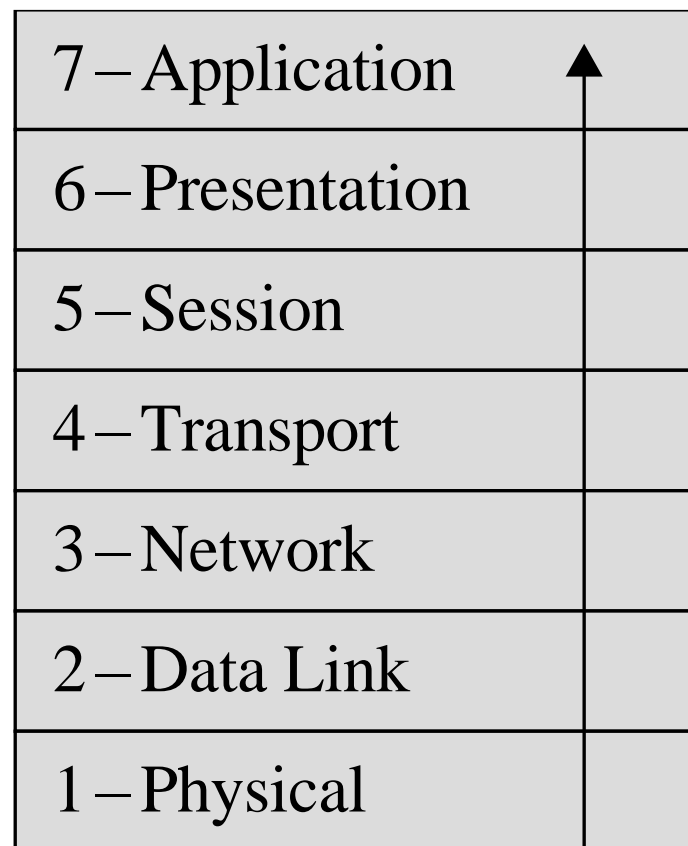 7–Application
6–Presentation
5–Session
4–Transport
3–Network
2–Data Link
1–Physical